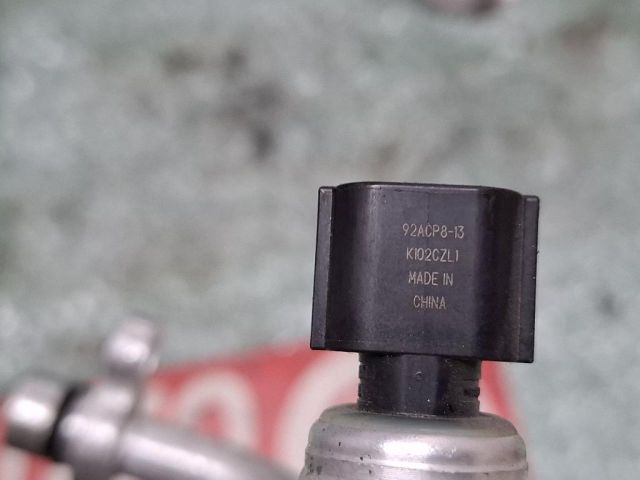 92ACP8-13
K102CZL1
MADE IN
CHINA